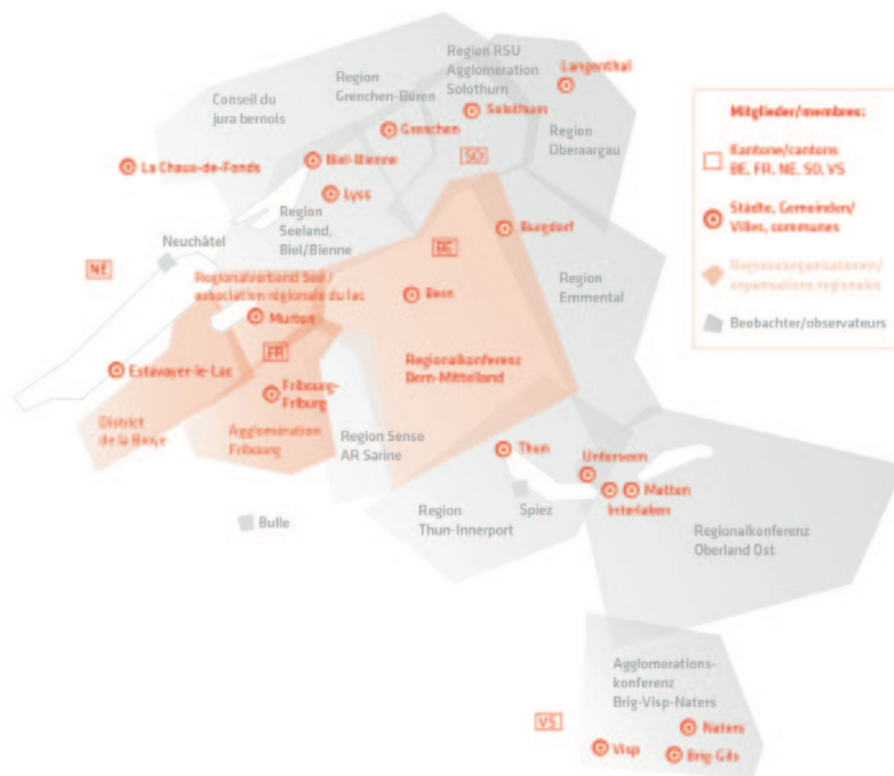 Region RSU
Agglomeration
Solothurn
Langenthal
Region
Grenchen-Büren
Conseil du
jura bernois
Solothurn
Grenchen
Region
Oberaargau
SO
La Chaux-de-Fonds
Biel-Bienne
Lyss
Region
Seeland,
Biel/Bienne
Burgdorf
Neuchâtel
NE
BE
Regionalverband See/
association régionale du lac
Bern
Region
Emmental
Murten
FR
Regionalkonferenz
Bern-Mittelland
Estavayer-le-Lac
Fribourg-
Friburg
District
de la Broye
Agglomération
Fribourg
Region Sense
AR Sarine
Thun
Unterseen
Matten
Interlaken
Spiez
Bulle
Region
Thun-Innerport
Regionalkonferenz
Oberland Ost
Agglomerations-
konferenz
Brig-Visp-Naters
VS
Naters
Visp
Brig-Glis
Mitglieder/membres:
Kantone/cantons
BE, FR, NE, SO, VS
Städte, Gemeinden/
Villes, communes
Regionalorganisationen/
organisations regionales
Beobachter/observateurs